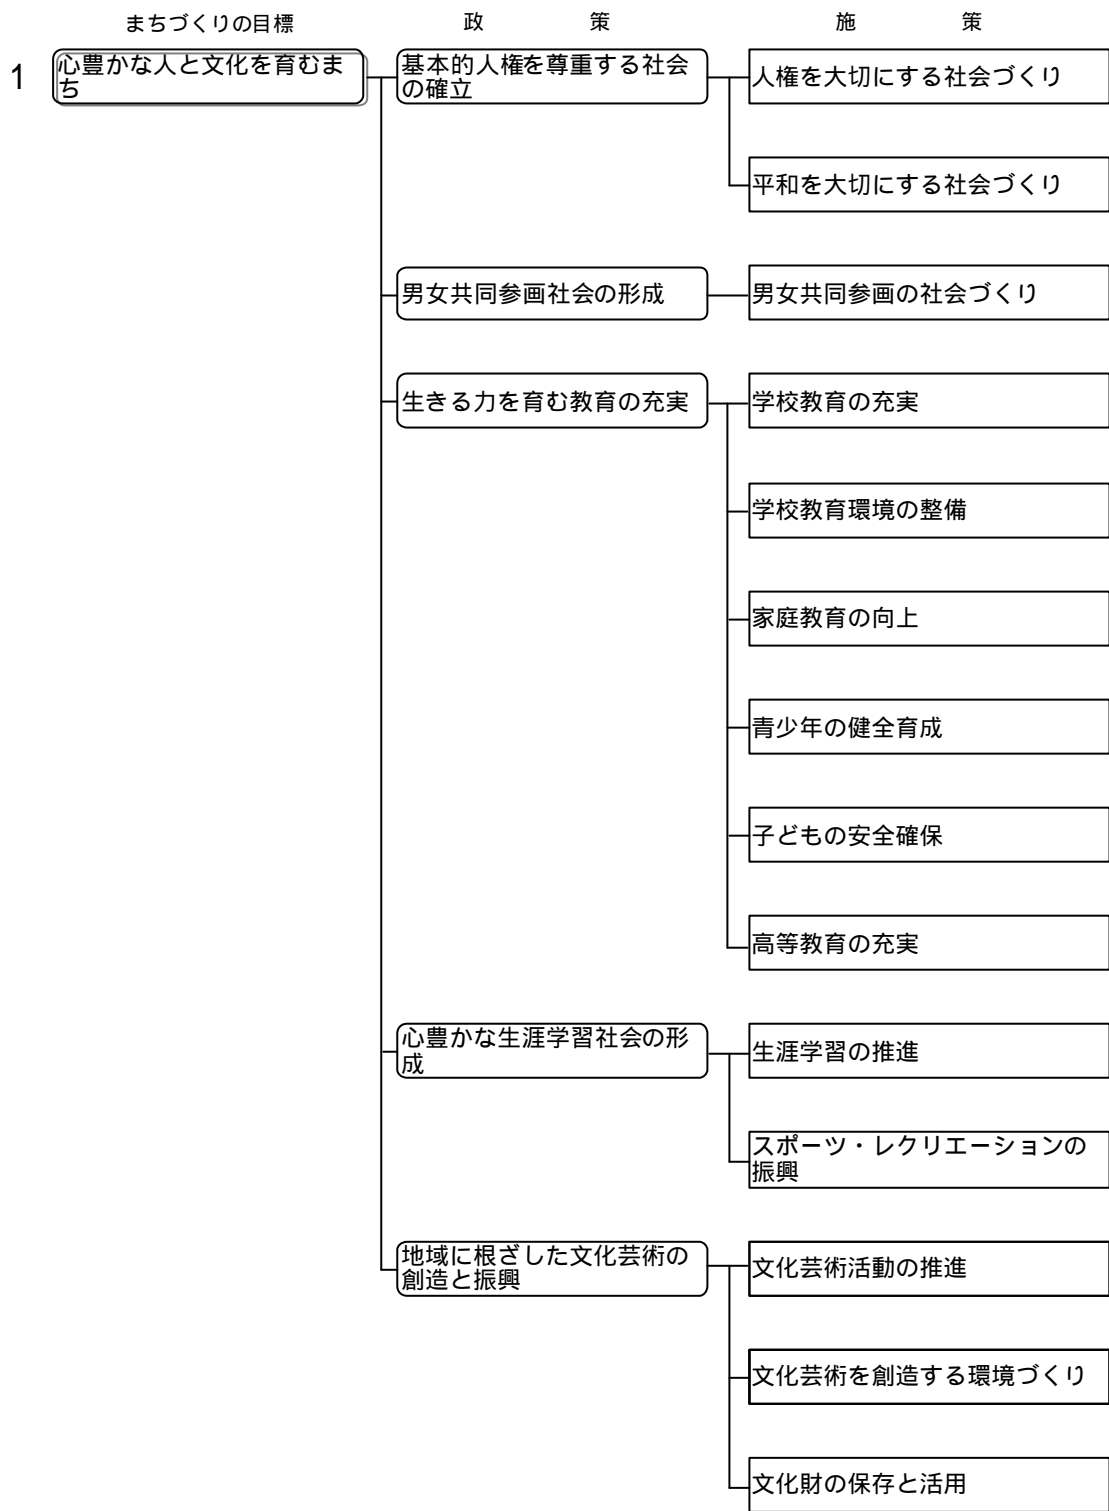 まちづくりの目標 政　　策 施　　策
1
心豊かな人と文化を育むま
ち
基本的人権を尊重する社会
の確立
人権を大切にする社会づくり
平和を大切にする社会づくり
男女共同参画社会の形成
男女共同参画の社会づくり
生きる力を育む教育の充実
学校教育の充実
学校教育環境の整備
家庭教育の向上
青少年の健全育成
子どもの安全確保
高等教育の充実
心豊かな生涯学習社会の形
成
生涯学習の推進
スポーツ・レクリエーションの
振興
地域に根ざした文化芸術の
創造と振興
文化芸術活動の推進
文化芸術を創造する環境づくり
文化財の保存と活用